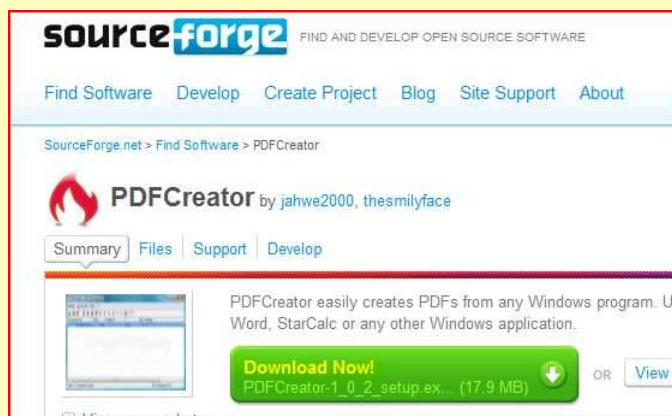 sourceforge FIND AND DEVELOP OPEN SOURCE SOFTWARE
Find Software Develop Create Project Blog Site Support About
SourceForge.net > Find Software > PDFCreator
PDFCreator by jahwe2000, thesmilyface
Summary Files Support Develop
PDFCreator easily creates PDFs from any Windows program. U
Word, StarCalc or any other Windows application.
Download Now!
PDFCreator-1_0_2_setup.ex... (17.9 MB) OR View